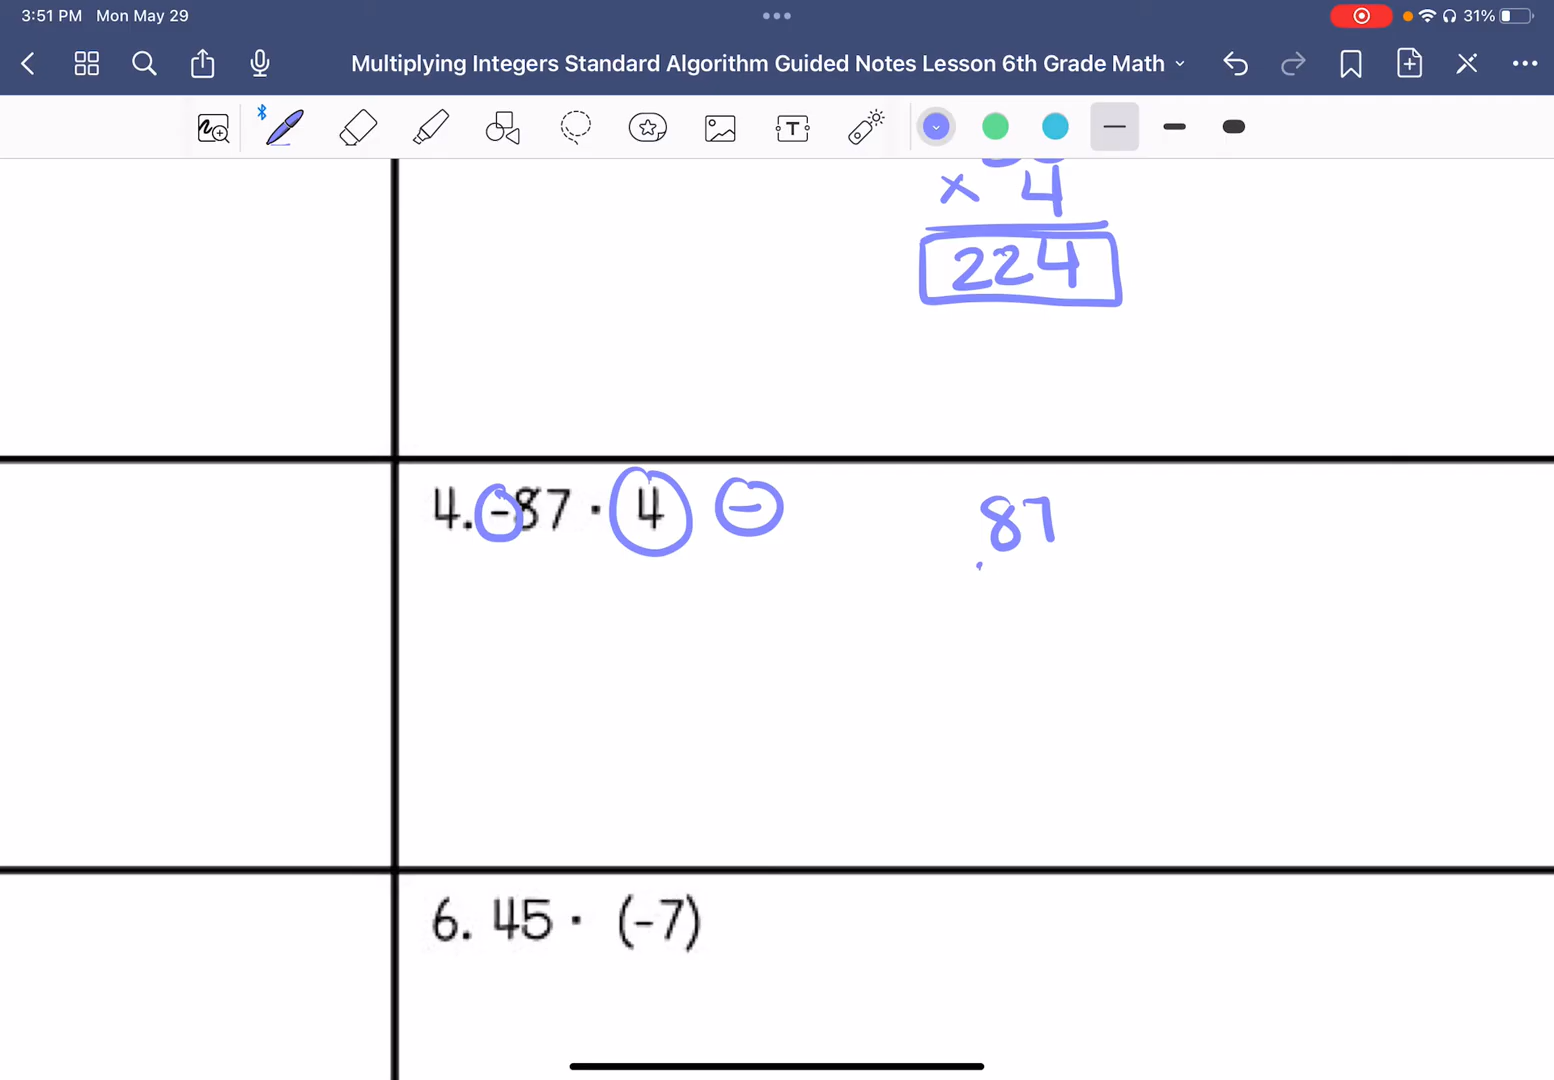 3:51 PM Mon May 29
31%
Multiplying Integers Standard Algorithm Guided Notes Lesson 6th Grade Math
T
× 4
224
4. -87 · 4 −
87
6. 45 · (-7)